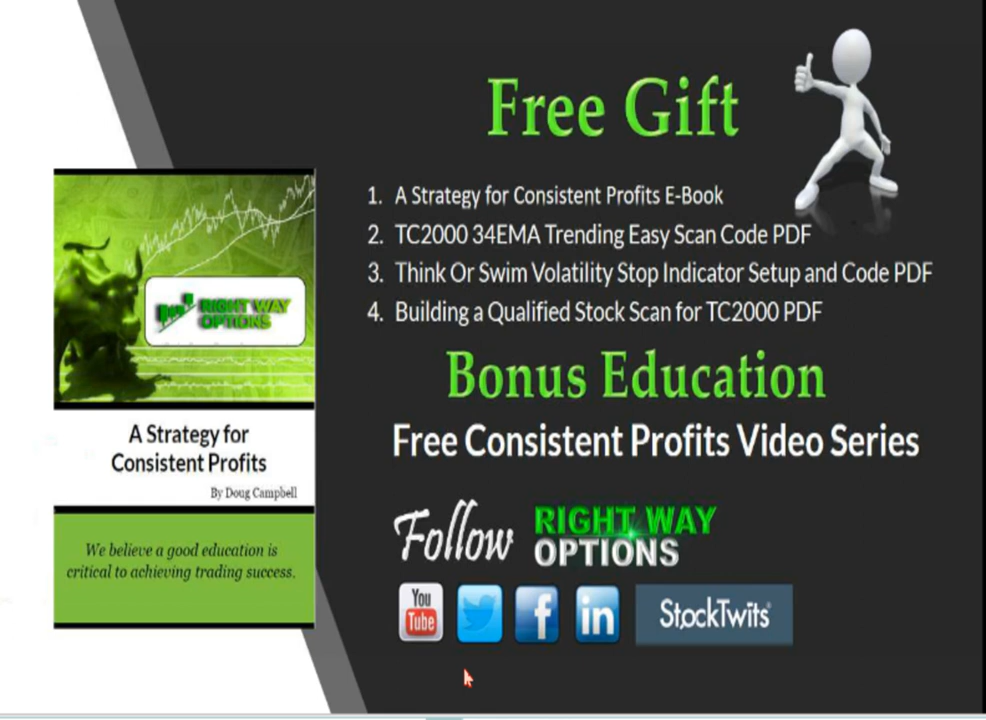 Free Gift
1. A Strategy for Consistent Profits E-Book
2. TC2000 34EMA Trending Easy Scan Code PDF
3. Think Or Swim Volatility Stop Indicator Setup and Code PDF
4. Building a Qualified Stock Scan for TC2000 PDF
Bonus Education
Free Consistent Profits Video Series
Follow
RIGHT WAY
OPTIONS
You
Tube
f
in
StockTwits
RIGHT WAY
OPTIONS
A Strategy for
Consistent Profits
By Doug Campbell
We believe a good education is
critical to achieving trading success.